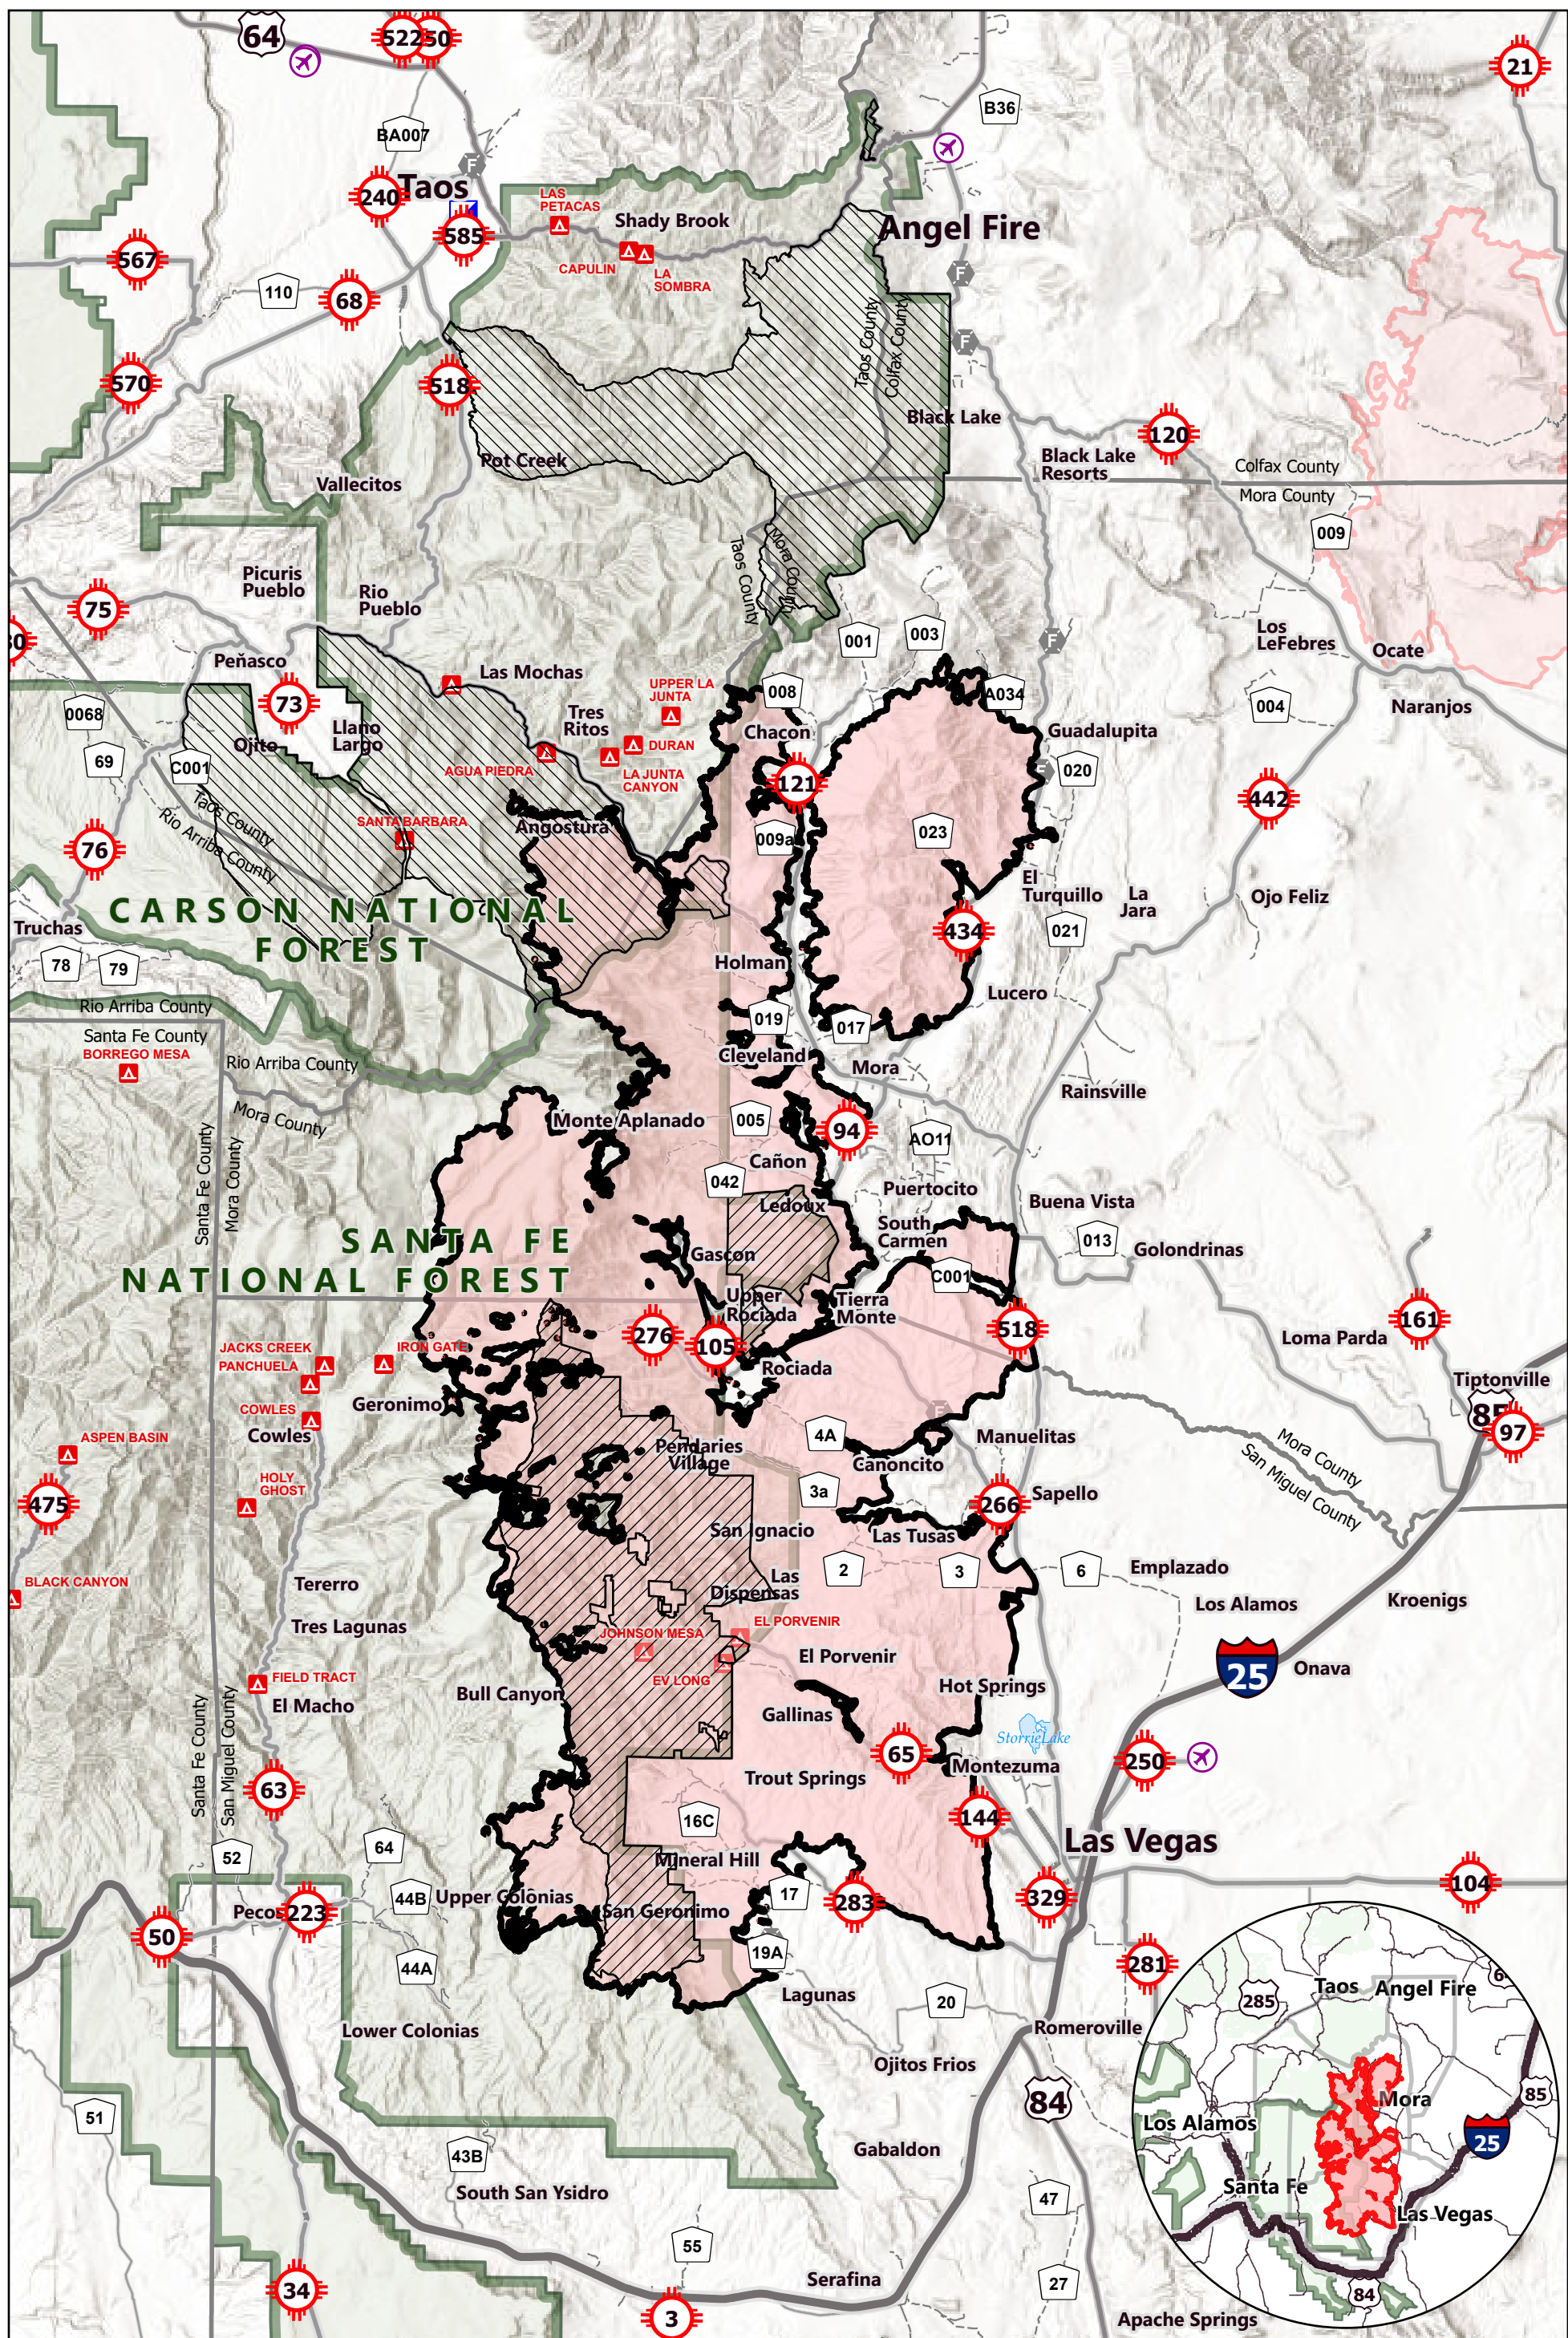 64
522
50
21
B36
BA007
240
Taos
LAS
PETACAS
Shady Brook
585
Angel Fire
567
CAPULIN
LA
SOMBRA
110
68
Taos County
Colfax County
570
518
Black Lake
120
Pot Creek
Black Lake
Resorts
Colfax County
Vallecitos
Mora County
009
Taos County
Mora County
Picuris
Pueblo
Rio
Pueblo
75
001
003
Los
LeFebres
Ocate
Peñasco
Las Mochas
UPPER LA
JUNTA
008
A034
73
004
Naranjos
0068
Tres
Ritos
Llano
Largo
Ojito
DURAN
Chacon
Guadalupita
69
C001
AGUA PIEDRA
LA JUNTA
CANYON
121
020
442
Taos County
Rio Arriba County
SANTA BARBARA
Angostura
009a
023
76
El
Turquillo
La
Jara
Ojo Feliz
CARSON NATIONAL
FOREST
Truchas
434
021
78
79
Holman
Lucero
Rio Arriba County
019
017
Santa Fe County
BORREGO MESA
Rio Arriba County
Cleveland
Mora
Rainsville
Mora County
Monte Aplanado
005
94
AO11
Santa Fe County
Mora County
Cañon
042
Puertocito
Ledoux
Buena Vista
SANTA FE
NATIONAL FOREST
South
Carmen
013
Golondrinas
Gascon
C001
Upper
Rociada
Tierra
Monte
161
276
105
518
Loma Parda
JACKS CREEK
PANCHUELA
IRON GATE
Rociada
Tiptonville
85
97
Geronimo
COWLES
Cowles
4A
Manuelitas
Mora County
San Miguel County
ASPEN BASIN
Pendaries
Village
Canoncito
HOLY
GHOST
475
3a
266
Sapello
San Ignacio
Las Tusas
BLACK CANYON
Tererro
Las
Dispensas
2
3
6
Emplazado
Los Alamos
Kroenigs
Tres Lagunas
JOHNSON MESA
EL PORVENIR
El Porvenir
25
Onava
FIELD TRACT
El Macho
EV LONG
Bull Canyon
Hot Springs
Gallinas
Santa Fe County
San Miguel County
StorrieLake
65
250
63
Trout Springs
Montezuma
16C
144
Las Vegas
52
64
Mineral Hill
44B
Upper Colonias
17
283
329
104
Pecos
223
San Geronimo
50
19A
281
44A
Lagunas
20
Taos
Angel Fire
285
Lower Colonias
Romeroville
Ojitos Frios
51
84
Mora
85
Los Alamos
25
43B
Gabaldon
South San Ysidro
47
Santa Fe
Las Vegas
55
34
Serafina
27
84
3
Apache Springs